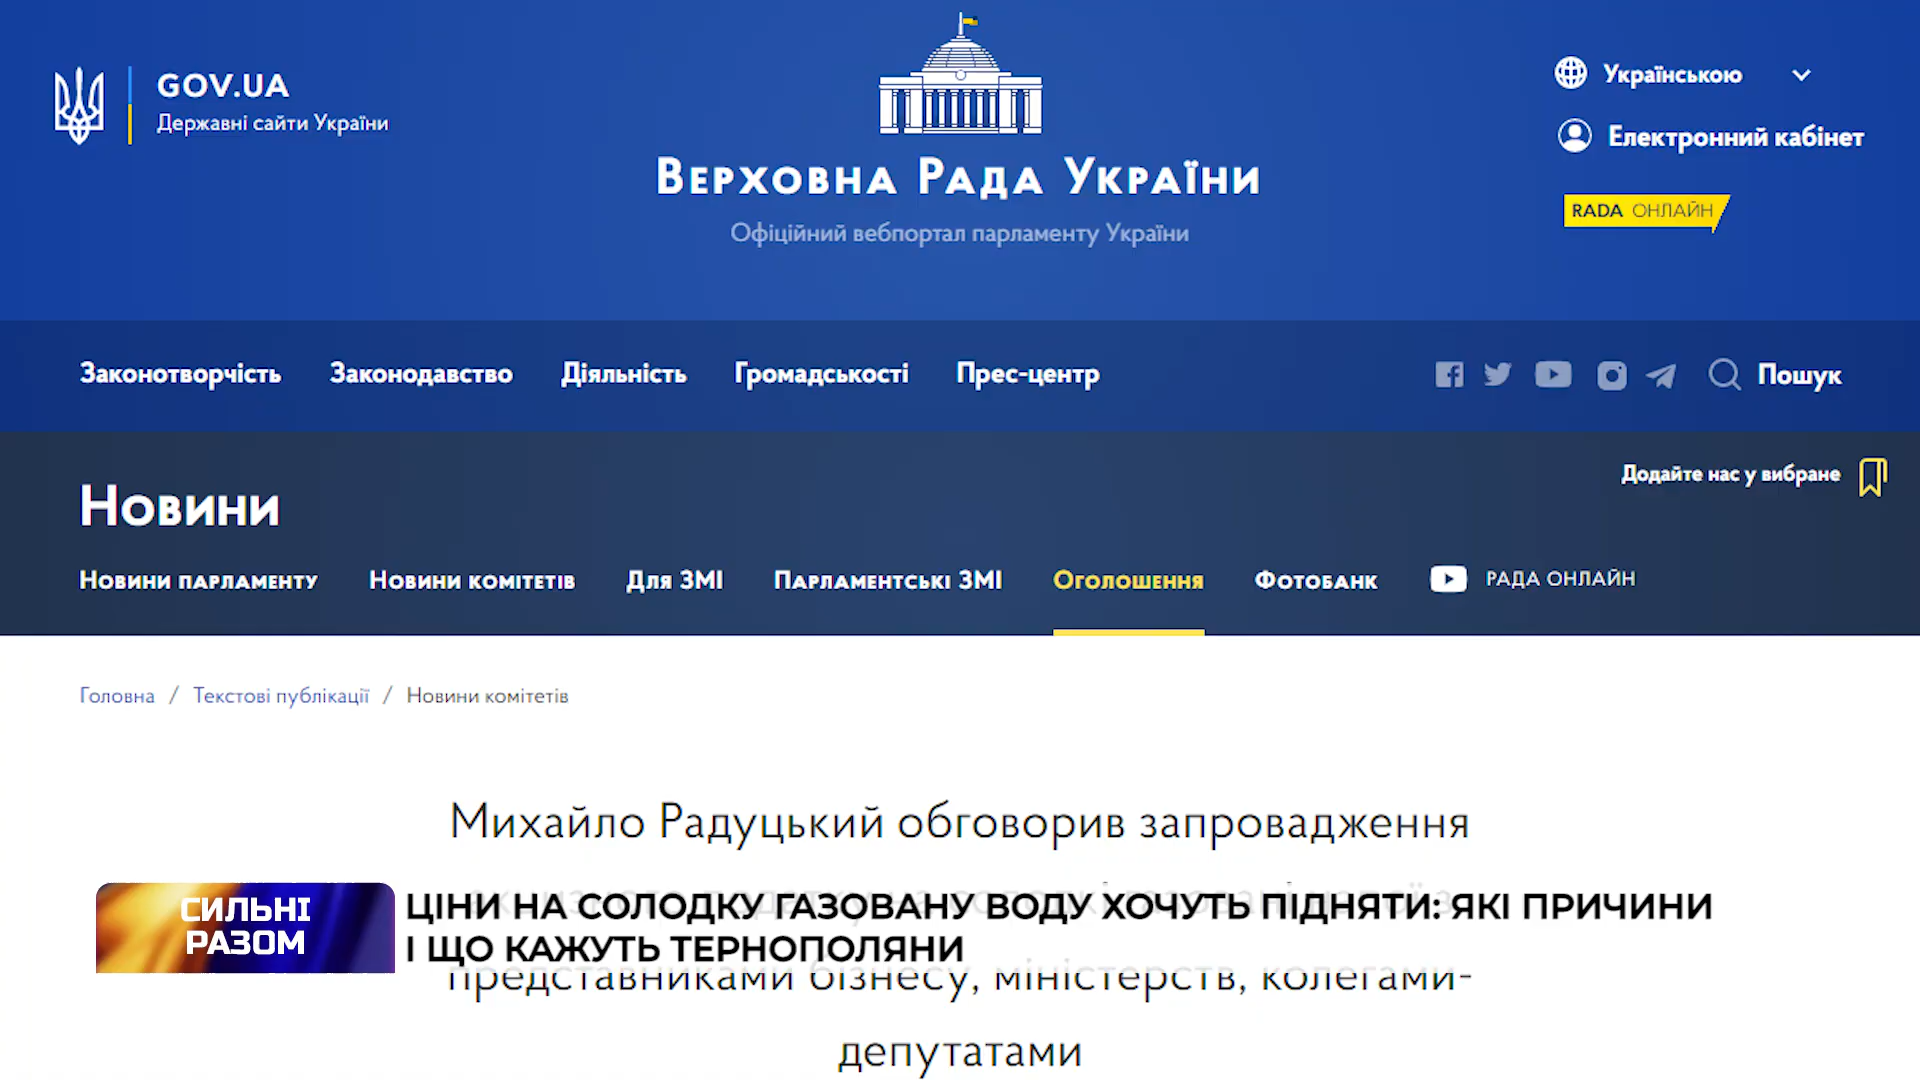 GOV.UA
Державні сайти України
Верховна Рада України
Офіційний вебпортал парламенту України
Українською
Електронний кабінет
RADA ОНЛАЙН
Законотворчість Законодавство Діяльність Громадськості Прес-центр Пошук
Додайте нас у вибране
Новини
Новини парламенту Новини комітетів Для ЗМІ Парламентські ЗМІ Оголошення Фотобанк РАДА ОНЛАЙН
Головна / Текстові публікації / Новини комітетів
Михайло Радуцький обговорив запровадження
СИЛЬНІ
РАЗОМ
ЦІНИ НА СОЛОДКУ ГАЗОВАНУ ВОДУ ХОЧУТЬ ПІДНЯТИ: ЯКІ ПРИЧИНИ
І ЩО КАЖУТЬ ТЕРНОПОЛЯНИ
представниками бізнесу, міністерств, колегами-
депутатами